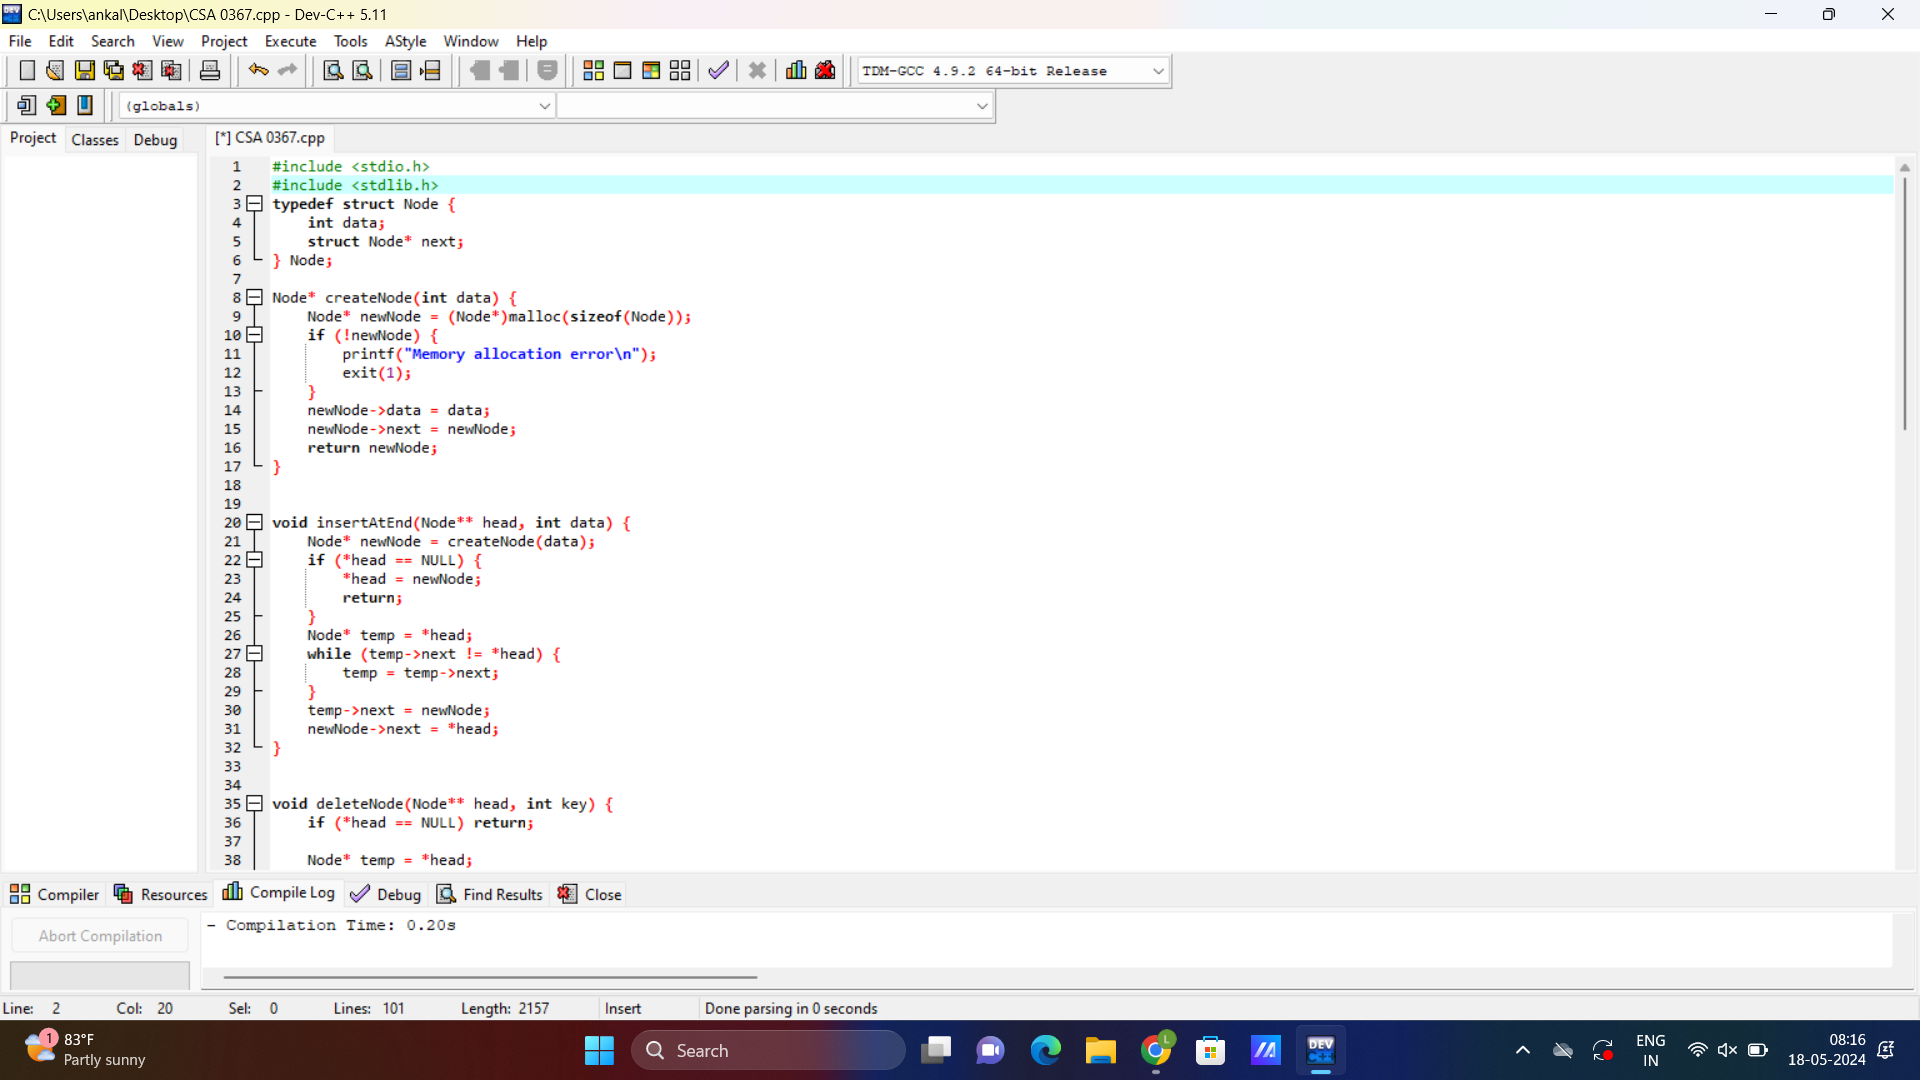 C:\Users\ankal\Desktop\CSA 0367.cpp - Dev-C++ 5.11
File Edit Search View Project Execute Tools AStyle Window Help
TDM-GCC 4.9.2 64-bit Release
(globals)
Project Classes Debug [*] CSA 0367.cpp
1 #include <stdio.h>
2 #include <stdlib.h>
3 typedef struct Node {
4     int data;
5     struct Node* next;
6 } Node;
7
8 Node* createNode(int data) {
9     Node* newNode = (Node*)malloc(sizeof(Node));
10     if (!newNode) {
11         printf("Memory allocation error\n");
12         exit(1);
13     }
14     newNode->data = data;
15     newNode->next = newNode;
16     return newNode;
17 }
18
19
20 void insertAtEnd(Node** head, int data) {
21     Node* newNode = createNode(data);
22     if (*head == NULL) {
23         *head = newNode;
24         return;
25     }
26     Node* temp = *head;
27     while (temp->next != *head) {
28         temp = temp->next;
29     }
30     temp->next = newNode;
31     newNode->next = *head;
32 }
33
34
35 void deleteNode(Node** head, int key) {
36     if (*head == NULL) return;
37
38     Node* temp = *head;
Compiler Resources Compile Log Debug Find Results Close
Abort Compilation
- Compilation Time: 0.20s
Line: 2 Col: 20 Sel: 0 Lines: 101 Length: 2157 Insert Done parsing in 0 seconds
1 83°F
Partly sunny
Search
L
DEV
C++
ENG
IN
08:16
18-05-2024